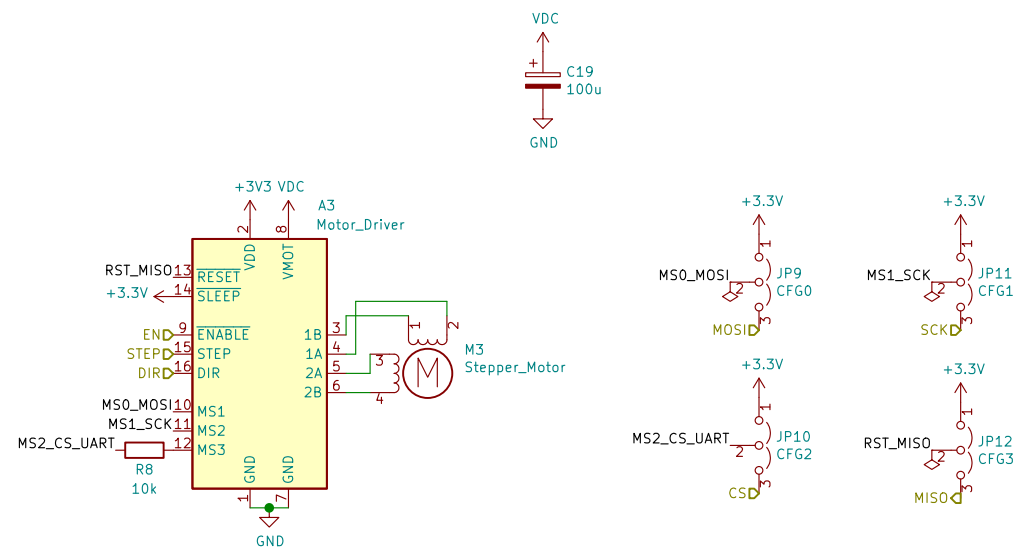 VDC
+
C19
100u
GND
+3V3 VDC
A3
Motor_Driver
2
8
VDD
VMOT
RST_MISO 13 RESET
+3.3V 14 SLEEP
EN 9 ENABLE
STEP 15 STEP
DIR 16 DIR
MS0_MOSI 10 MS1
MS1_SCK 11 MS2
MS2_CS_UART 12 MS3
R8
10k
1B 3
1A 4
2A 5
2B 6
1
2
3
4
M
M3
Stepper_Motor
GND
GND
1
7
GND
+3.3V
1
MS0_MOSI
2
JP9
CFG0
3
MOSI
+3.3V
1
MS1_SCK
2
JP11
CFG1
3
SCK
+3.3V
1
MS2_CS_UART
2
JP10
CFG2
3
CS
+3.3V
1
RST_MISO
2
JP12
CFG3
3
MISO